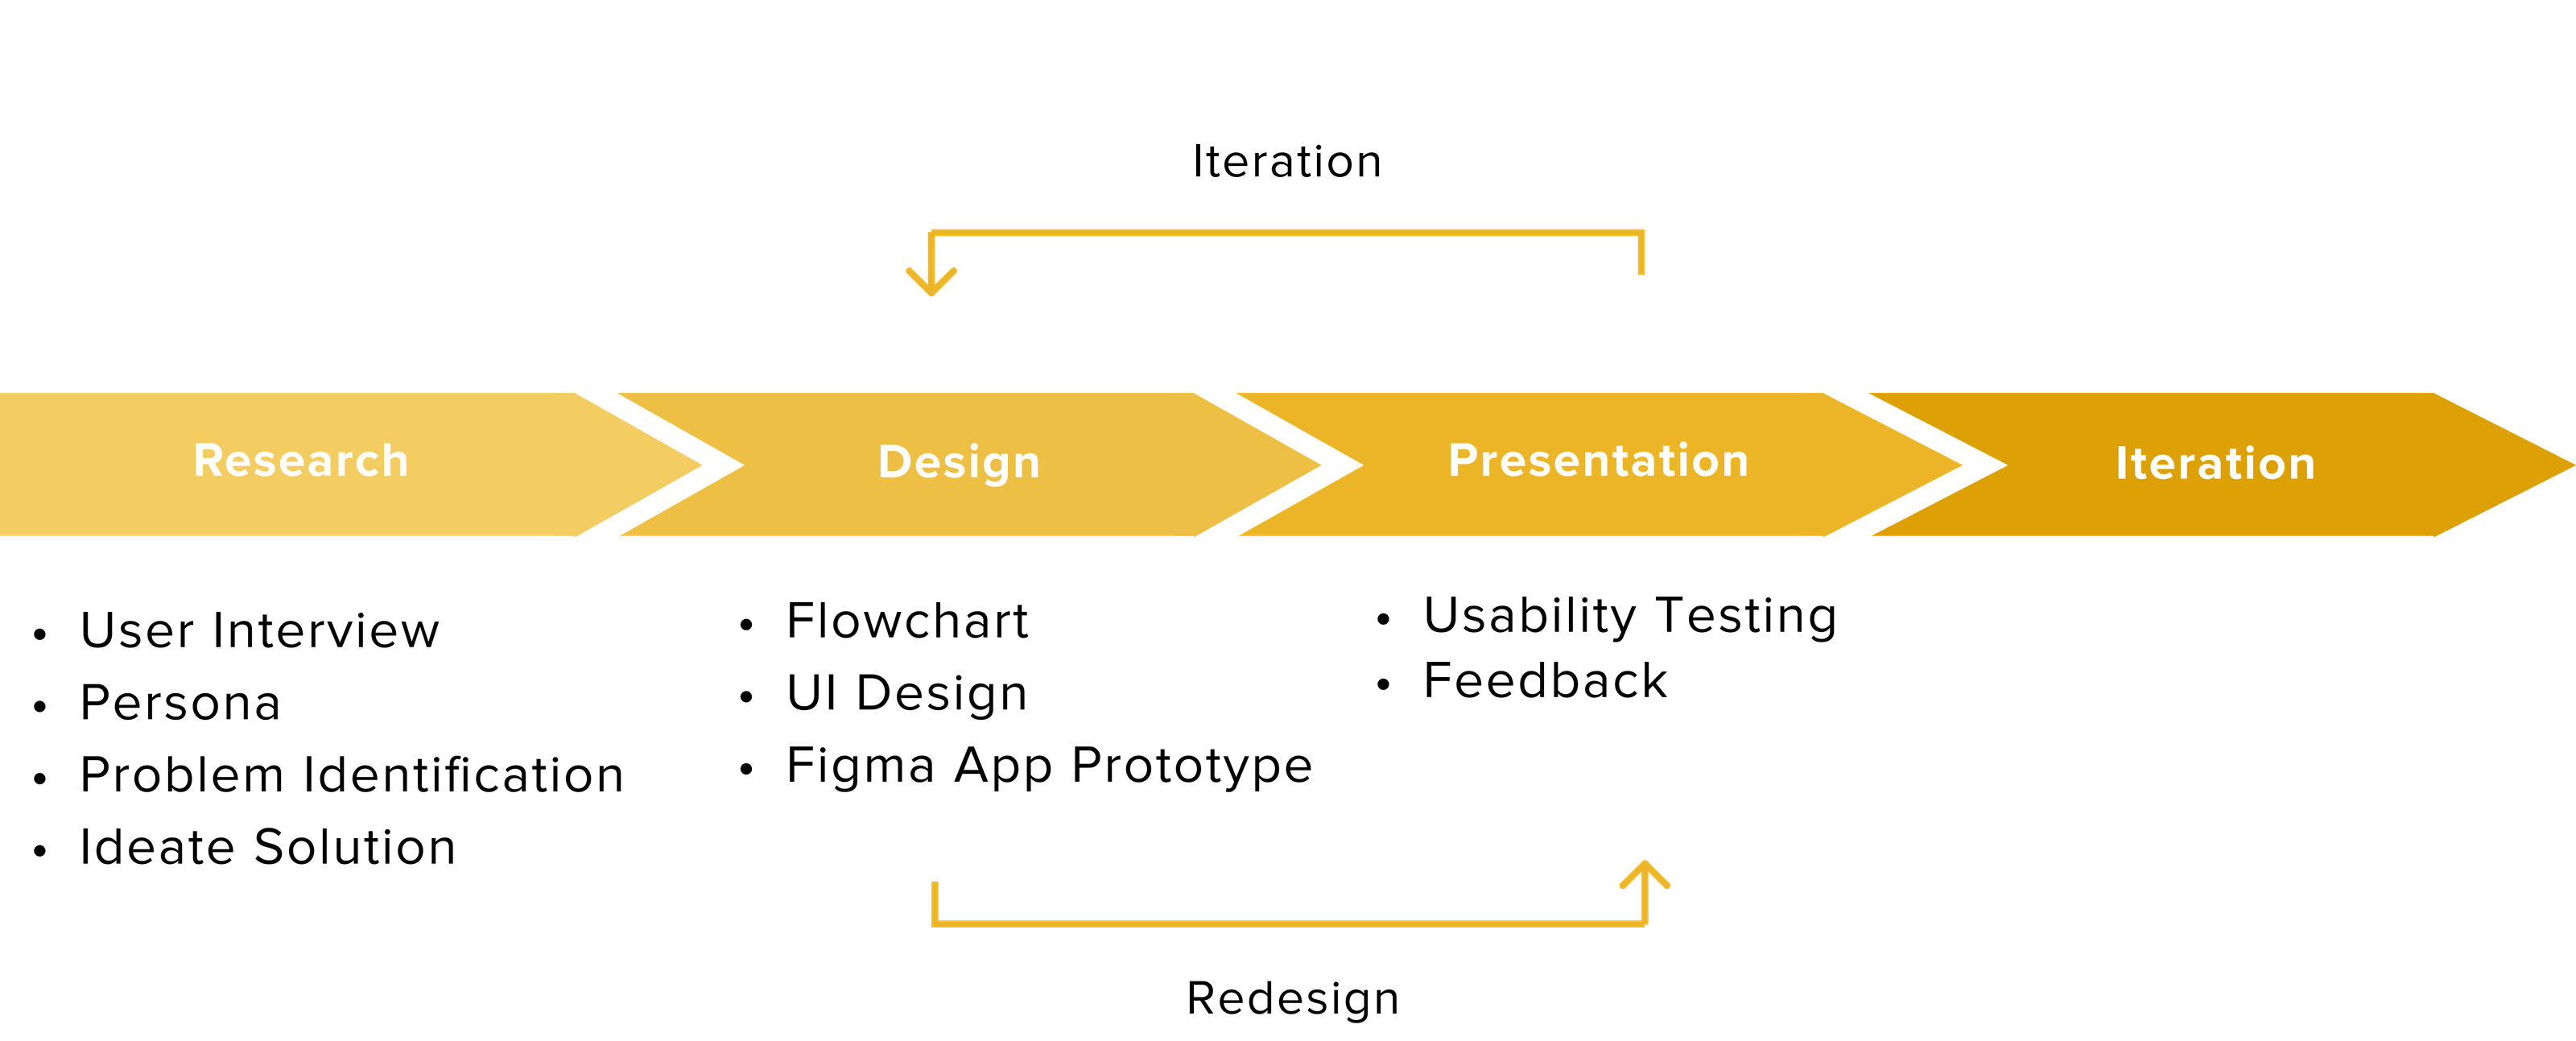 Iteration
Research
Design
Presentation
Iteration
• User Interview
• Persona
• Problem Identification
• Ideate Solution
• Flowchart
• UI Design
• Figma App Prototype
• Usability Testing
• Feedback
Redesign